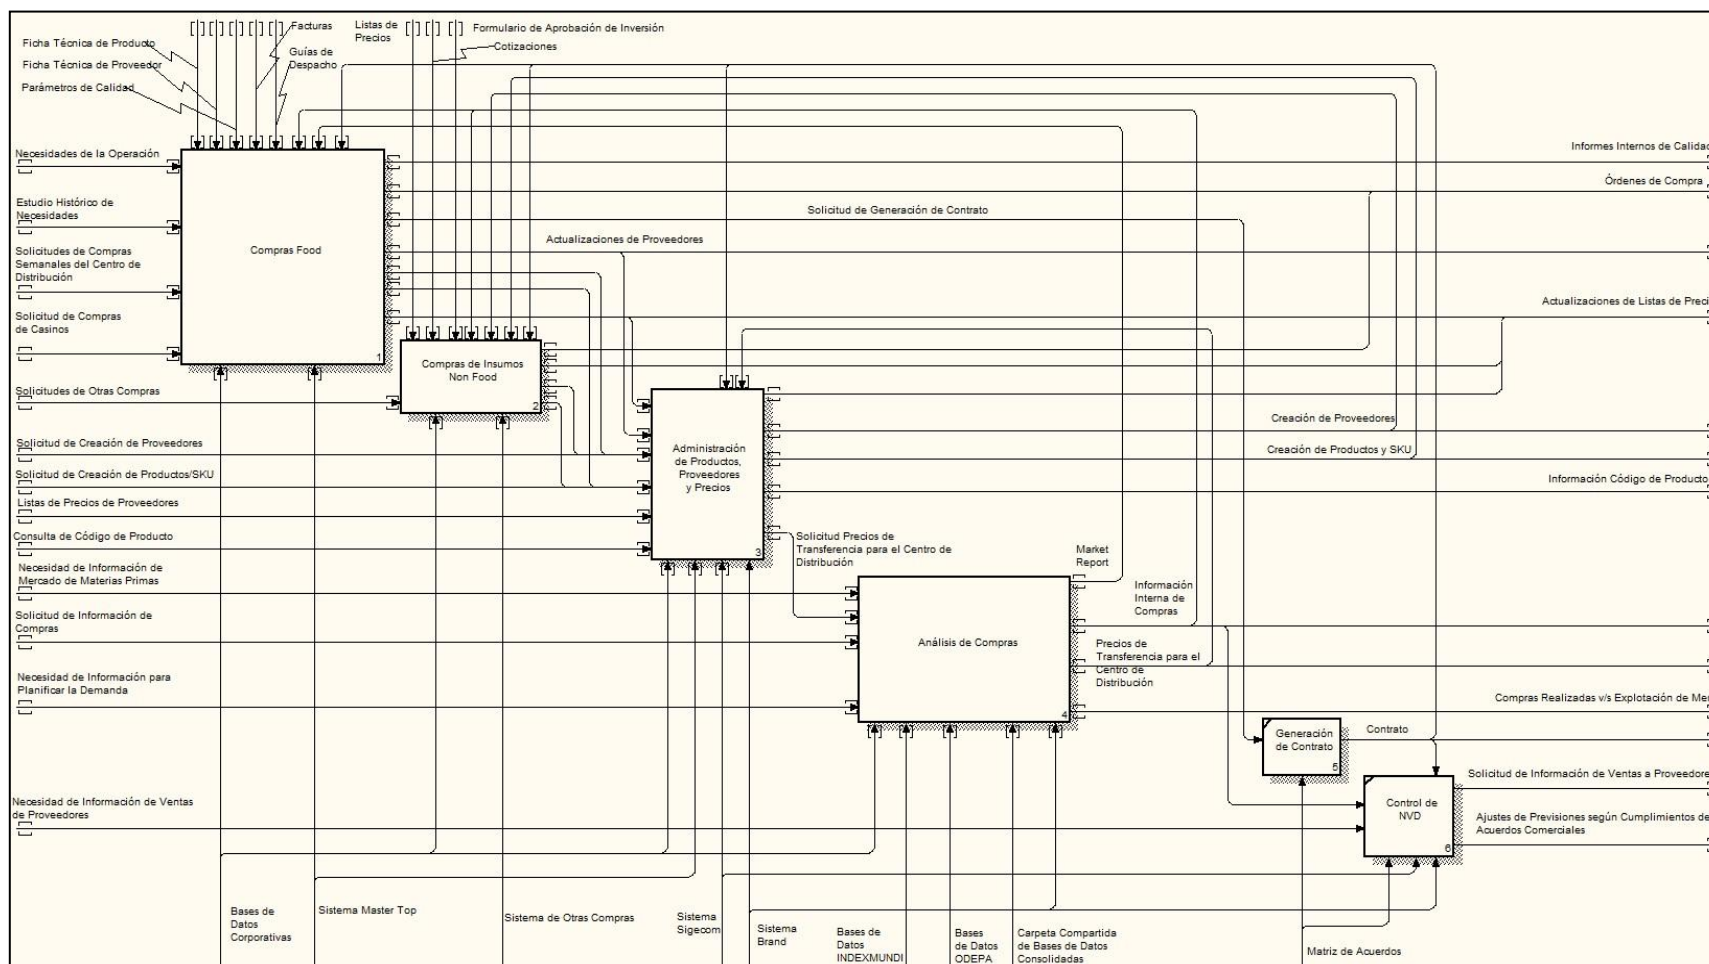 Facturas
Listas de
Precios
Formulario de Aprobación de Inversión
Ficha Técnica de Producto
Guías de
Despacho
Cotizaciones
Ficha Técnica de Proveedor
Parámetros de Calidad
Necesidades de la Operación
Informes Internos de Calidad
Órdenes de Compra
Estudio Histórico de
Necesidades
Solicitud de Generación de Contrato
Compras Food
1
Actualizaciones de Proveedores
Solicitudes de Compras
Semanales del Centro de
Distribución
Actualizaciones de Listas de Preci
Solicitud de Compras
de Casinos
Compras de Insumos
Non Food
2
Solicitudes de Otras Compras
Creación de Proveedores
Solicitud de Creación de Proveedores
Creación de Productos y SKU
Administración
de Productos,
Proveedores
y Precios
3
Solicitud de Creación de Productos/SKU
Información Código de Producto
Listas de Precios de Proveedores
Consulta de Código de Producto
Solicitud Precios de
Transferencia para el Centro de
Distribución
Market
Report
Necesidad de Información de
Mercado de Materias Primas
Información
Interna de
Compras
Solicitud de Información de
Compras
Análisis de Compras
4
Precios de
Transferencia para el
Centro de
Distribución
Necesidad de Información para
Planificar la Demanda
Compras Realizadas v/s Explotación de Me
Generación
de Contrato
5
Contrato
Solicitud de Información de Ventas a Proveedore
Necesidad de Información de Ventas
de Proveedores
Control de
NVD
6
Ajustes de Previsiones según Cumplimientos de
Acuerdos Comerciales
Bases de
Datos
Corporativas
Sistema Master Top
Sistema de Otras Compras
Sistema
Sigecom
Sistema
Brand
Bases de
Datos
INDEXMUNDI
Bases
de Datos
ODEPA
Carpeta Compartida
de Bases de Datos
Consolidadas
Matriz de Acuerdos